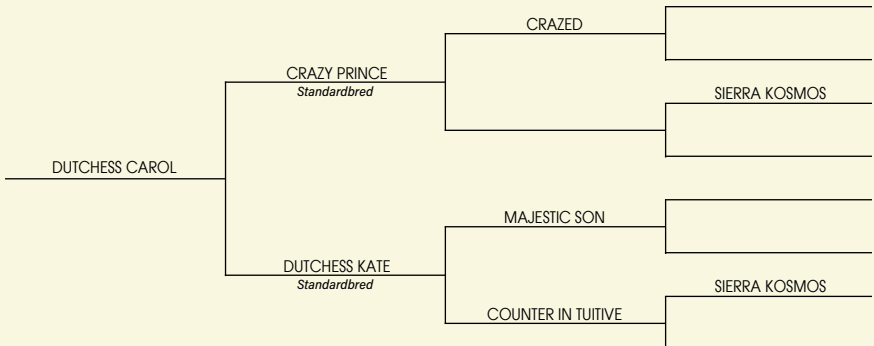 CRAZED
CRAZY PRINCE
Standardbred
SIERRA KOSMOS
DUTCHESS CAROL
MAJESTIC SON
DUTCHESS KATE
Standardbred
SIERRA KOSMOS
COUNTER IN TUITIVE